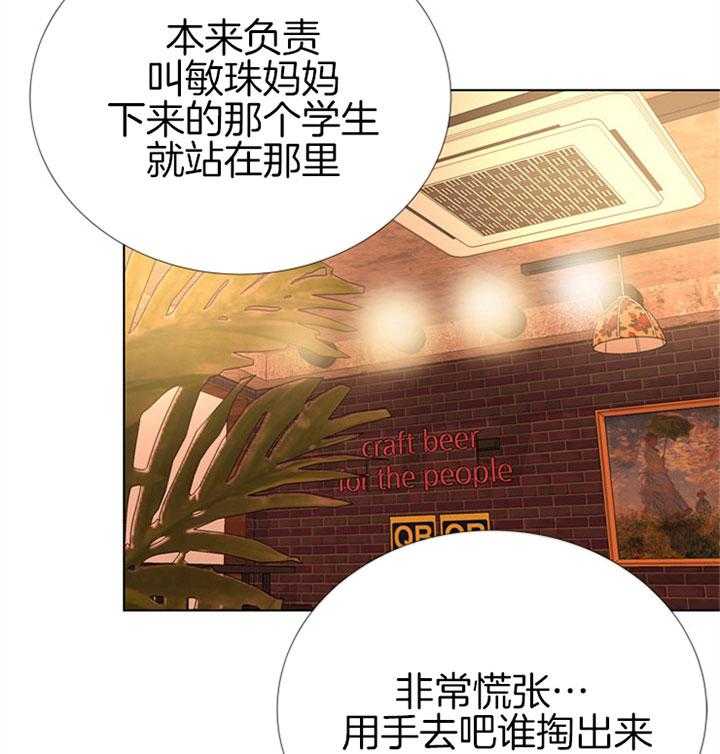 本来负责
叫敏珠妈妈
下来的那个学生
就站在那里
craft beer
for the people
QB QB
非常慌张…
用手去吧谁掏出来